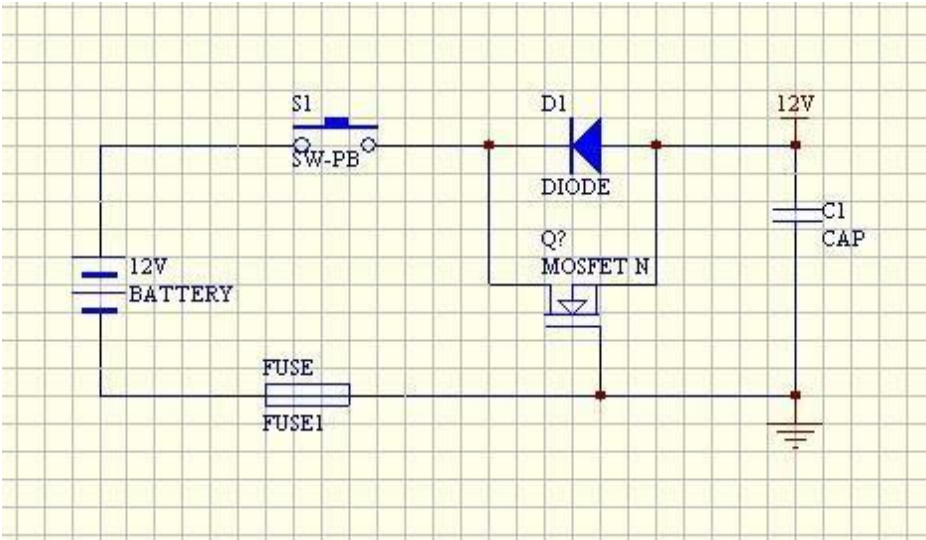 S1
SW-PB
D1
DIODE
12V
C1
CAP
Q?
MOSFET N
12V
BATTERY
FUSE
FUSE1